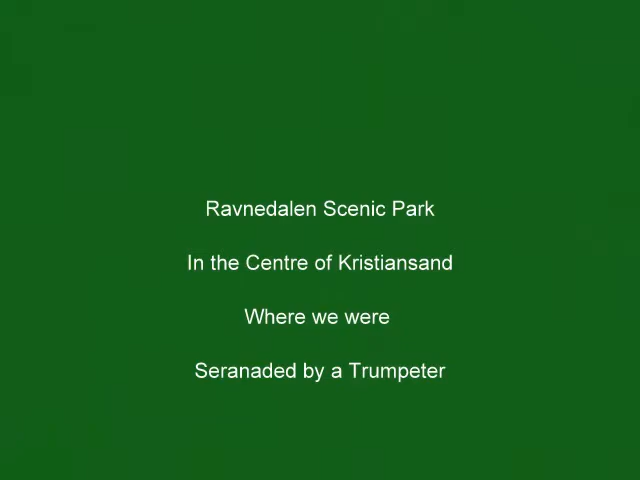 Ravnedalen Scenic Park
In the Centre of Kristiansand
Where we were
Seranaded by a Trumpeter